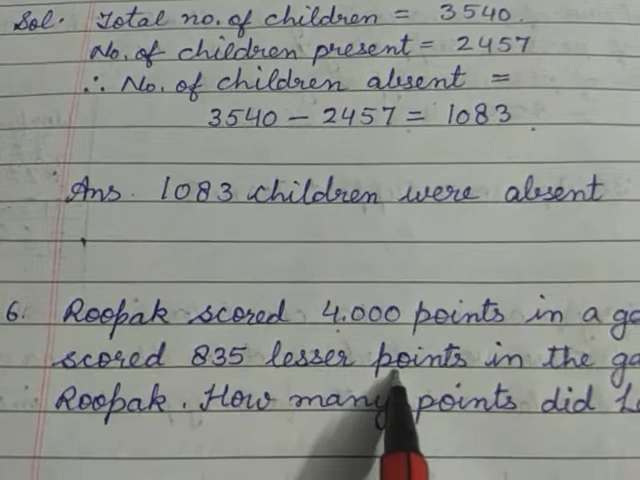 Sol. Total no. of children = 3540.
No. of children present = 2457
∴ No. of children absent =
3540 – 2457 = 1083
Ans. 1083 children were absent
6. Roopak scored 4,000 points in a
scored 835 lesser points in the
Roopak. How many points did